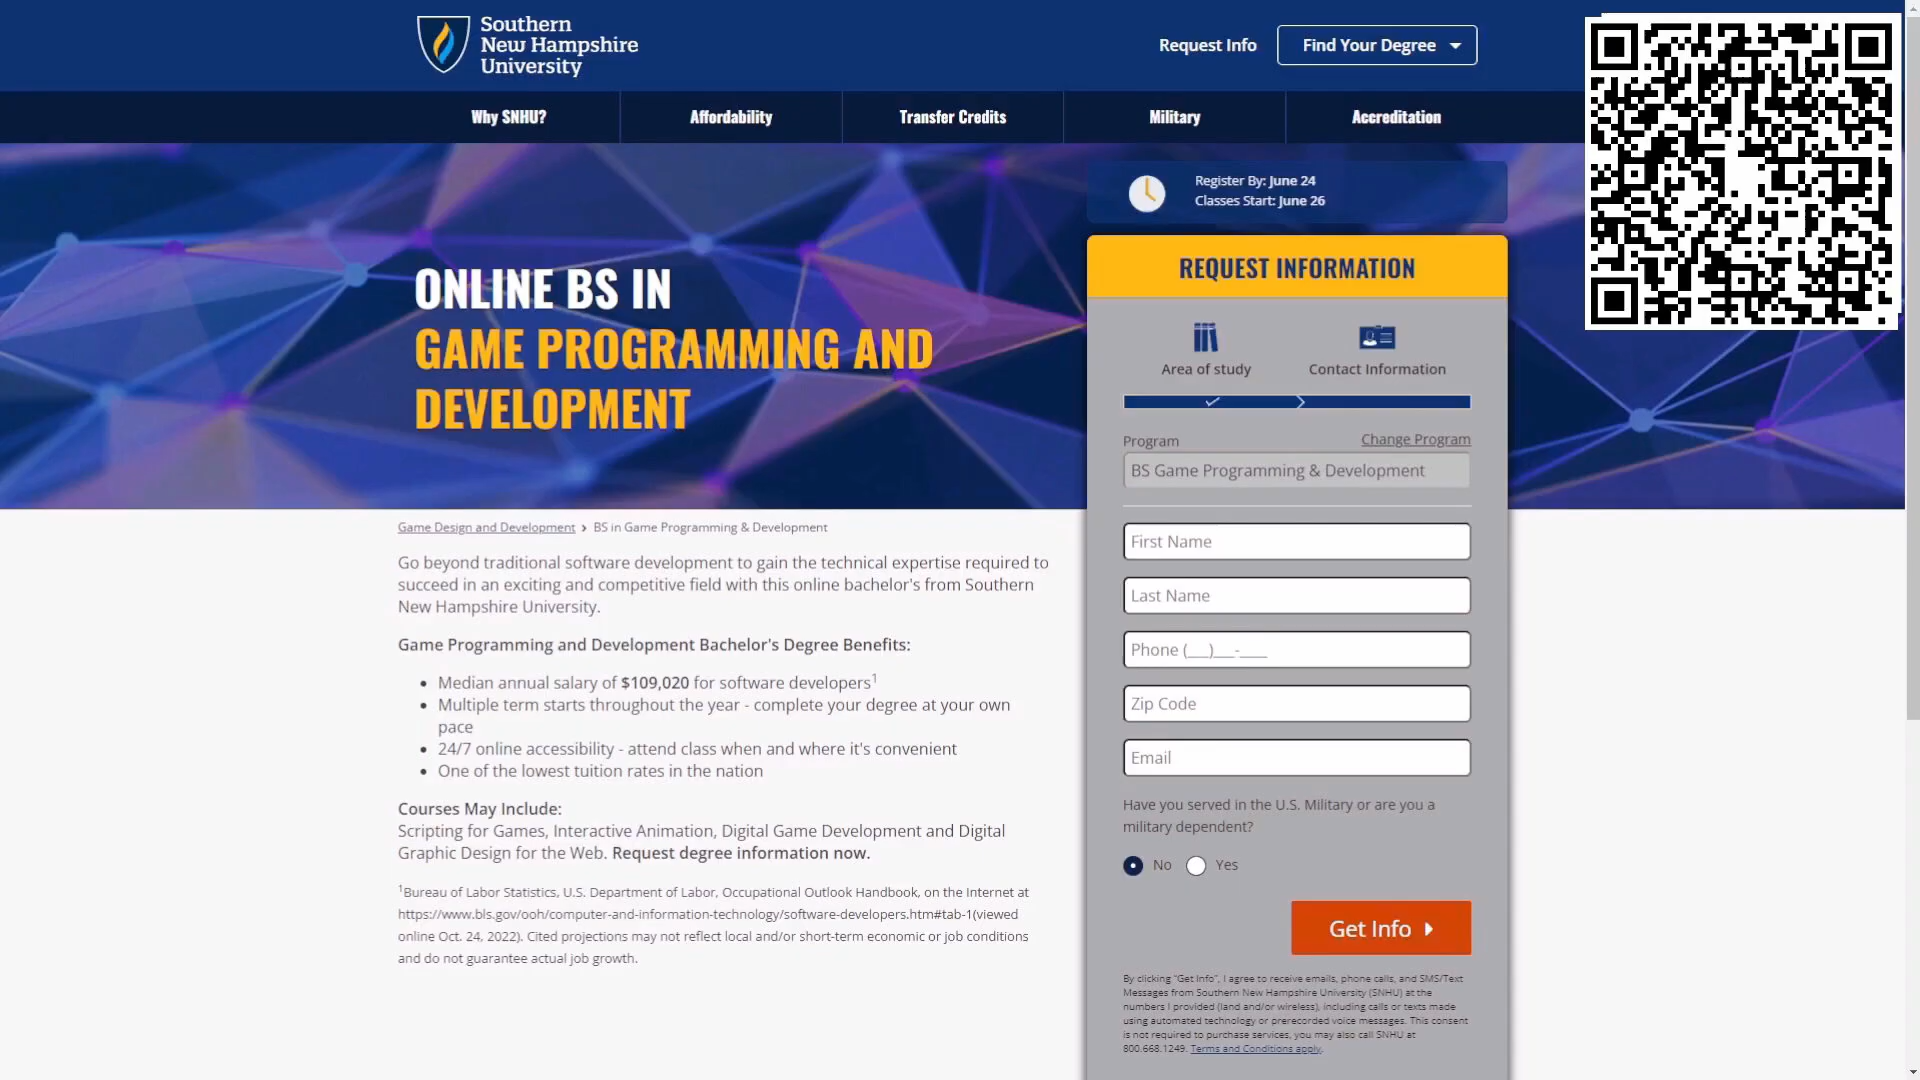 Southern
New Hampshire
University
Request Info
Find Your Degree
Why SNHU?
Affordability
Transfer Credits
Military
Accreditation
Register By: June 24
Classes Start: June 26
ONLINE BS IN
GAME PROGRAMMING AND
DEVELOPMENT
REQUEST INFORMATION
Area of study
Contact Information
Program
Change Program
BS Game Programming & Development
First Name
Last Name
Phone (___)___-____
Zip Code
Email
Have you served in the U.S. Military or are you a
military dependent?
No
Yes
Get Info
By clicking "Get Info", I agree to receive emails, phone calls, and SMS/Text
Messages from Southern New Hampshire University (SNHU) at the
numbers I provided (land and/or wireless), including calls or texts made
using automated technology or prerecorded voice messages. This consent
is not required to purchase services, you may also call SNHU at
800.668.1249. Terms and Conditions apply.
Game Design and Development › BS in Game Programming & Development
Go beyond traditional software development to gain the technical expertise required to
succeed in an exciting and competitive field with this online bachelor's from Southern
New Hampshire University.
Game Programming and Development Bachelor's Degree Benefits:
• Median annual salary of $109,020 for software developers¹
• Multiple term starts throughout the year - complete your degree at your own
pace
• 24/7 online accessibility - attend class when and where it's convenient
• One of the lowest tuition rates in the nation
Courses May Include:
Scripting for Games, Interactive Animation, Digital Game Development and Digital
Graphic Design for the Web. Request degree information now.
¹Bureau of Labor Statistics, U.S. Department of Labor, Occupational Outlook Handbook, on the Internet at
https://www.bls.gov/ooh/computer-and-information-technology/software-developers.htm#tab-1(viewed
online Oct. 24, 2022). Cited projections may not reflect local and/or short-term economic or job conditions
and do not guarantee actual job growth.